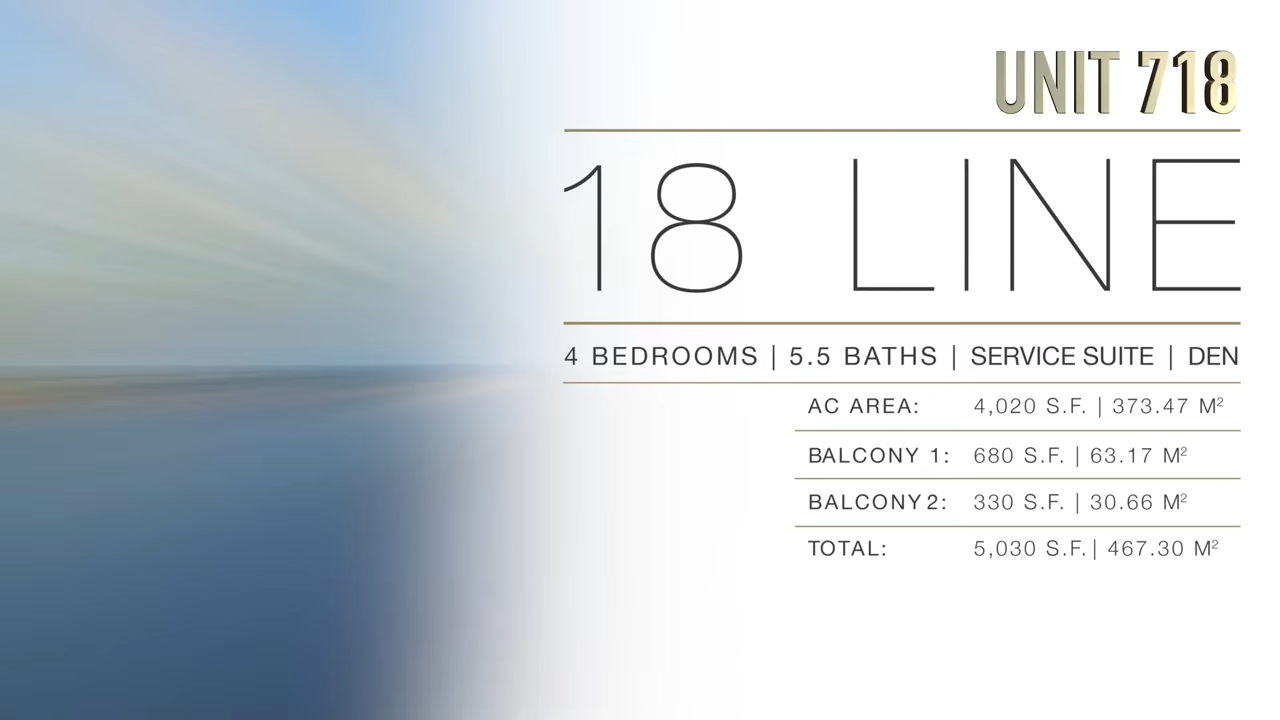 UNIT 718
18 LINE
4 BEDROOMS | 5.5 BATHS | SERVICE SUITE | DEN
AC AREA: 4,020 S.F. | 373.47 M²
BALCONY 1: 680 S.F. | 63.17 M²
BALCONY 2: 330 S.F. | 30.66 M²
TOTAL: 5,030 S.F. | 467.30 M²